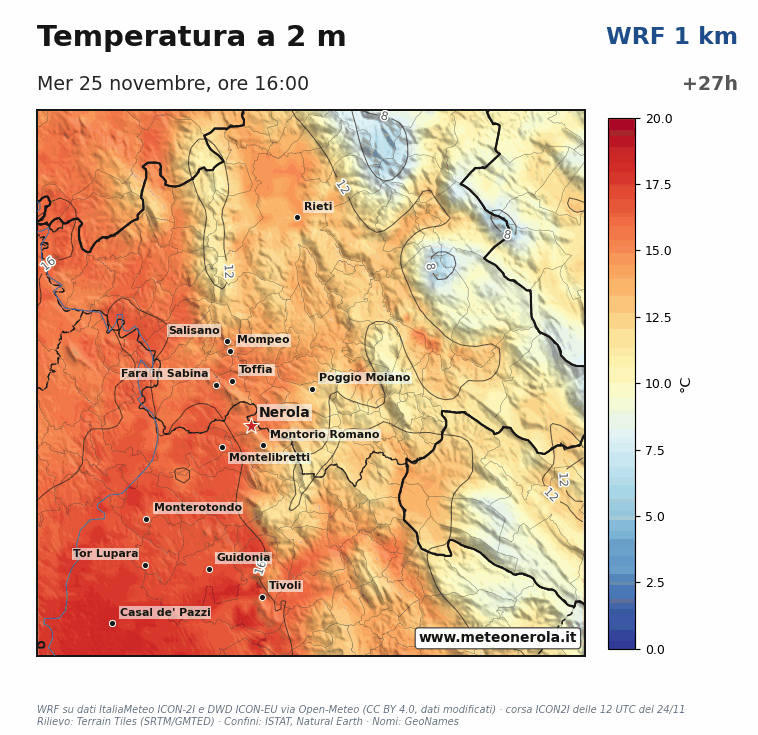 Temperatura a 2 m
WRF 1 km
Mer 25 novembre, ore 16:00
+27h
8
12
Rieti
8
16
12
8
Salisano
Mompeo
Toffia
Fara in Sabina
Poggio Moiano
Nerola
Montorio Romano
Montelibretti
12
12
Monterotondo
Tor Lupara
Guidonia
16
Tivoli
Casal de' Pazzi
www.meteonerola.it
20.0
17.5
15.0
12.5
10.0
7.5
5.0
2.5
0.0
°C
WRF su dati ItaliaMeteo ICON-2I e DWD ICON-EU via Open-Meteo (CC BY 4.0, dati modificati) · corsa ICON2I delle 12 UTC del 24/11
Rilievo: Terrain Tiles (SRTM/GMTED) · Confini: ISTAT, Natural Earth · Nomi: GeoNames